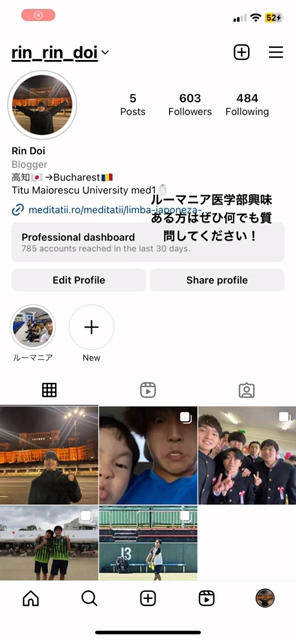 52
rin_rin_doi
5
Posts
603
Followers
484
Following
Rin Doi
Blogger
高知🇯🇵→Bucharest🇷🇴
Titu Maiorescu University med1
meditatii.ro/meditatii/limba-japoneza-
ルーマニア医学部興味
ある方はぜひ何でも質
問してください！
Professional dashboard
785 accounts reached in the last 30 days.
Edit Profile
Share profile
ルーマニア
New
13